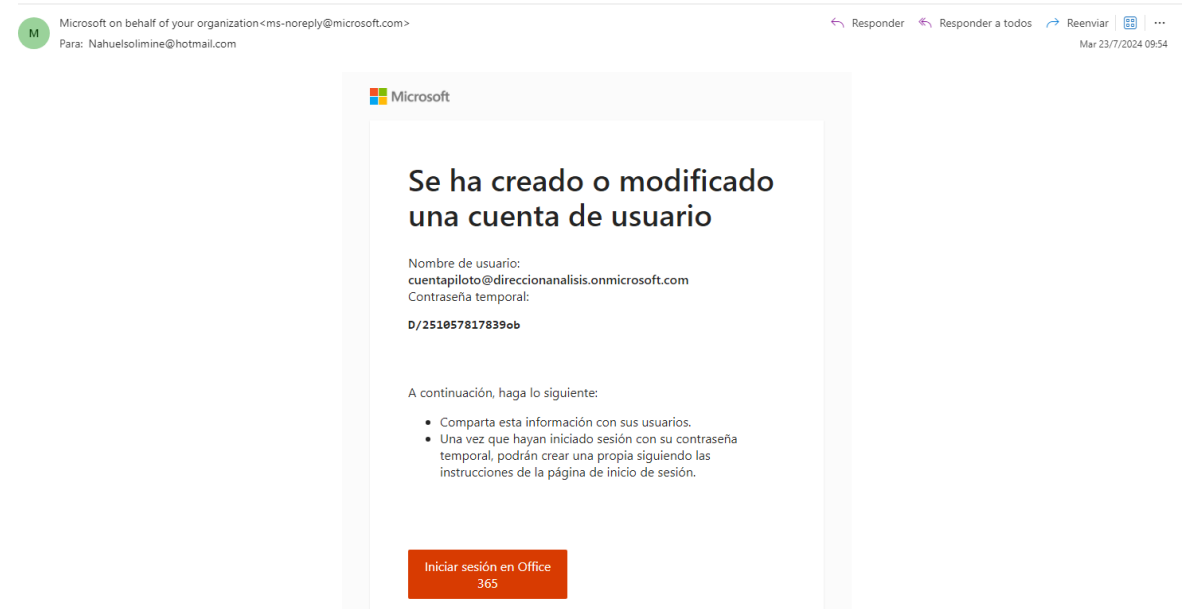 M
Microsoft on behalf of your organization<ms-noreply@microsoft.com>
Para: Nahuelsolimine@hotmail.com
Responder
Responder a todos
Reenviar
Mar 23/7/2024 09:54
Microsoft
Se ha creado o modificado
una cuenta de usuario
Nombre de usuario:
cuentapiloto@direccionanalisis.onmicrosoft.com
Contraseña temporal:
D/251057817839ob
A continuación, haga lo siguiente:
• Comparta esta información con sus usuarios.
• Una vez que hayan iniciado sesión con su contraseña
temporal, podrán crear una propia siguiendo las
instrucciones de la página de inicio de sesión.
Iniciar sesión en Office
365